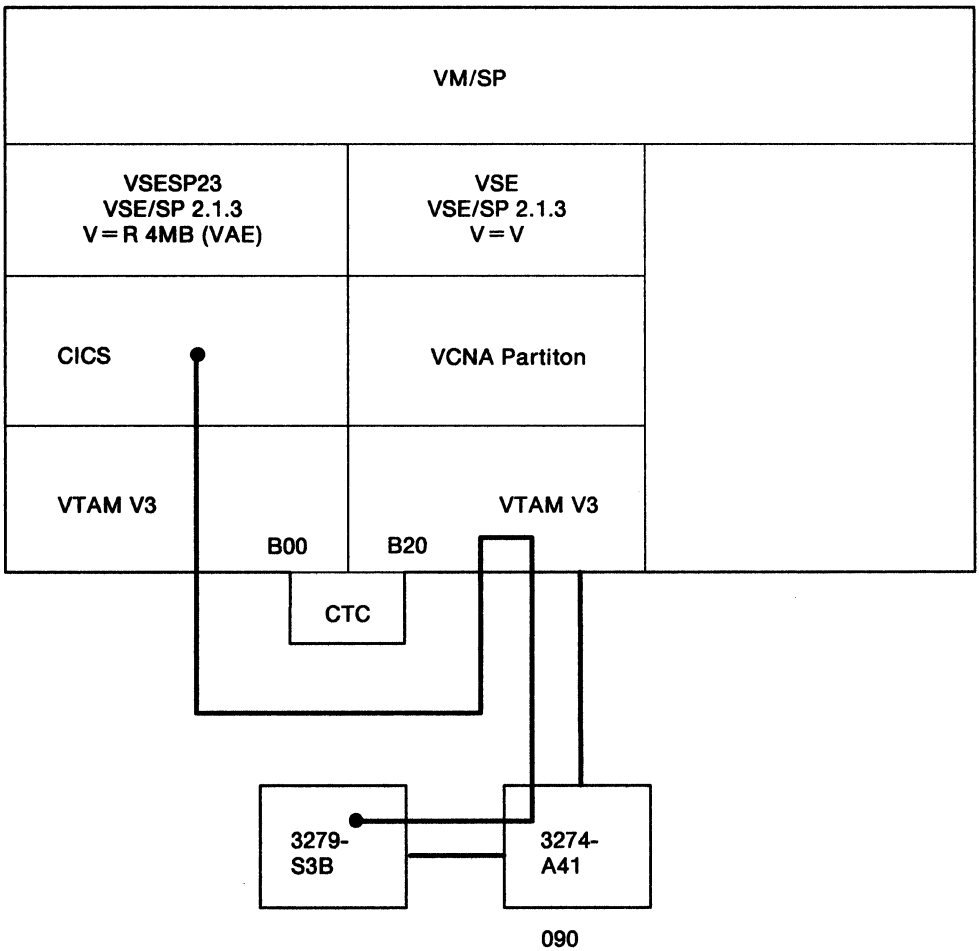 VM/SP
VSESP23
VSE/SP 2.1.3
V=R 4MB (VAE)
VSE
VSE/SP 2.1.3
V=V
CICS
VCNA Partiton
VTAM V3
VTAM V3
B00
B20
CTC
3279-
S3B
3274-
A41
090